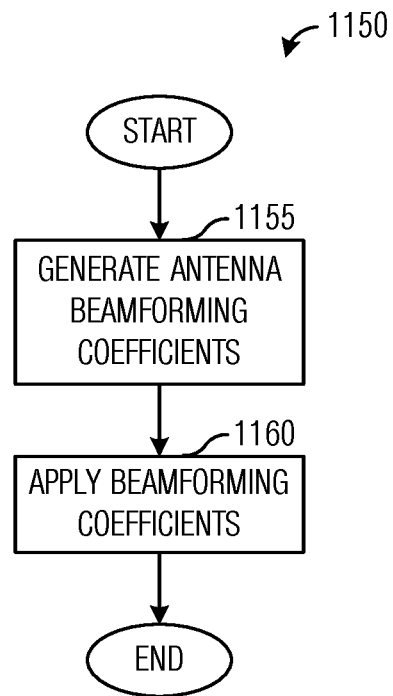 1150
START
1155
GENERATE ANTENNA
BEAMFORMING
COEFFICIENTS
1160
APPLY BEAMFORMING
COEFFICIENTS
END